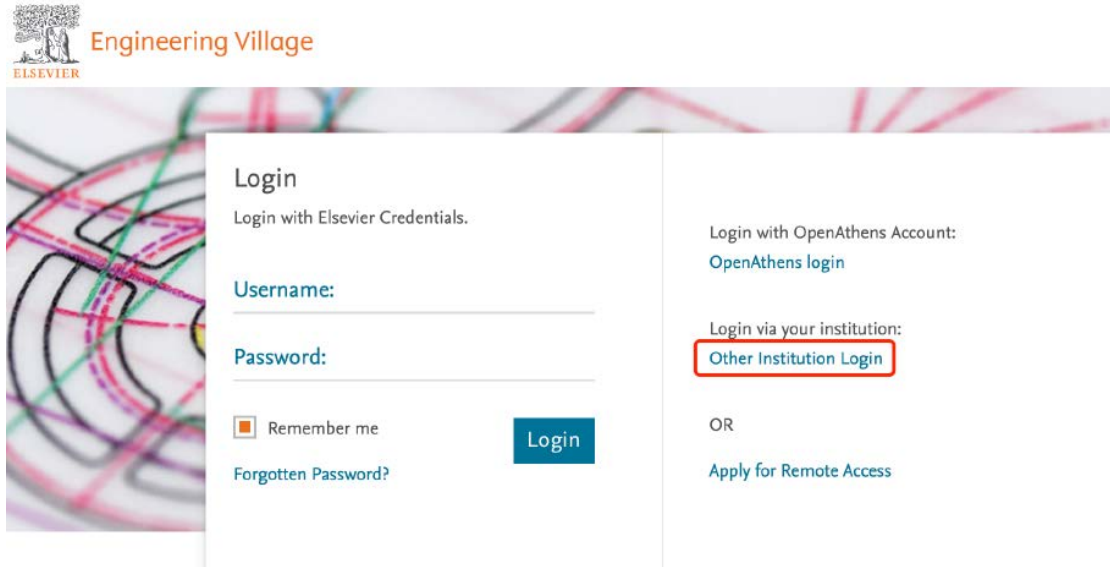 ELSEVIER
Engineering Village
Login
Login with Elsevier Credentials.
Username:
Password:
Remember me
Login
Forgotten Password?
Login with OpenAthens Account:
OpenAthens login
Login via your institution:
Other Institution Login
OR
Apply for Remote Access